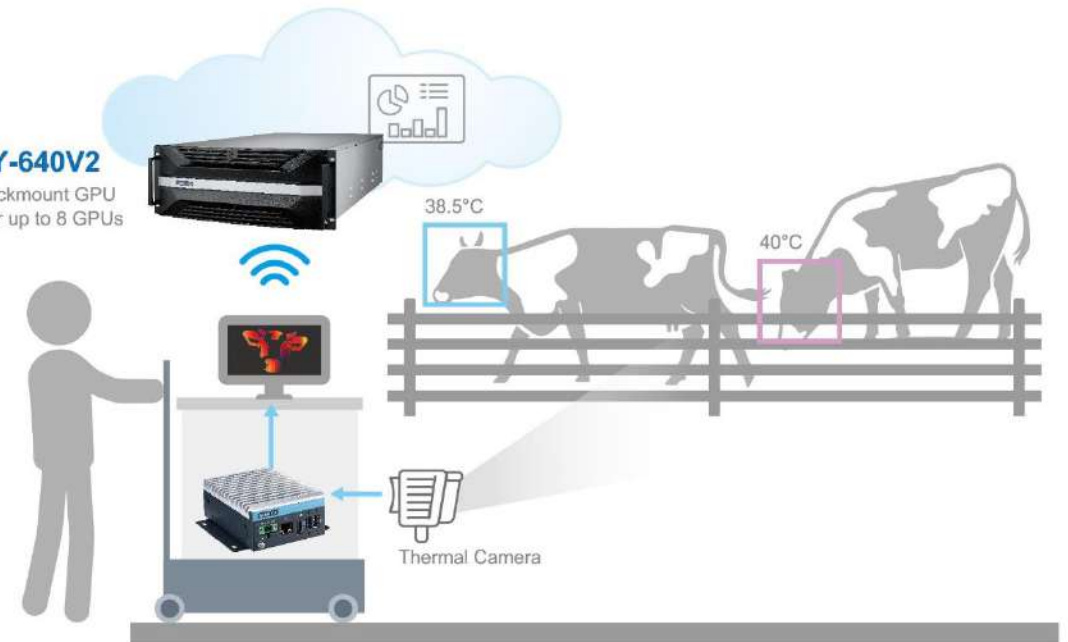 Y-640V2
ckmount GPU
r up to 8 GPUs
38.5°C
40°C
Thermal Camera